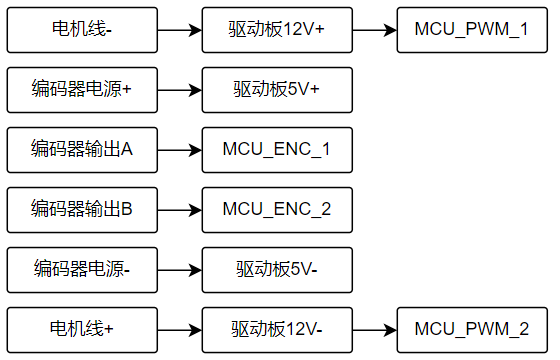 电机线- 驱动板12V+ MCU_PWM_1
编码器电源+ 驱动板5V+
编码器输出A MCU_ENC_1
编码器输出B MCU_ENC_2
编码器电源- 驱动板5V-
电机线+ 驱动板12V- MCU_PWM_2